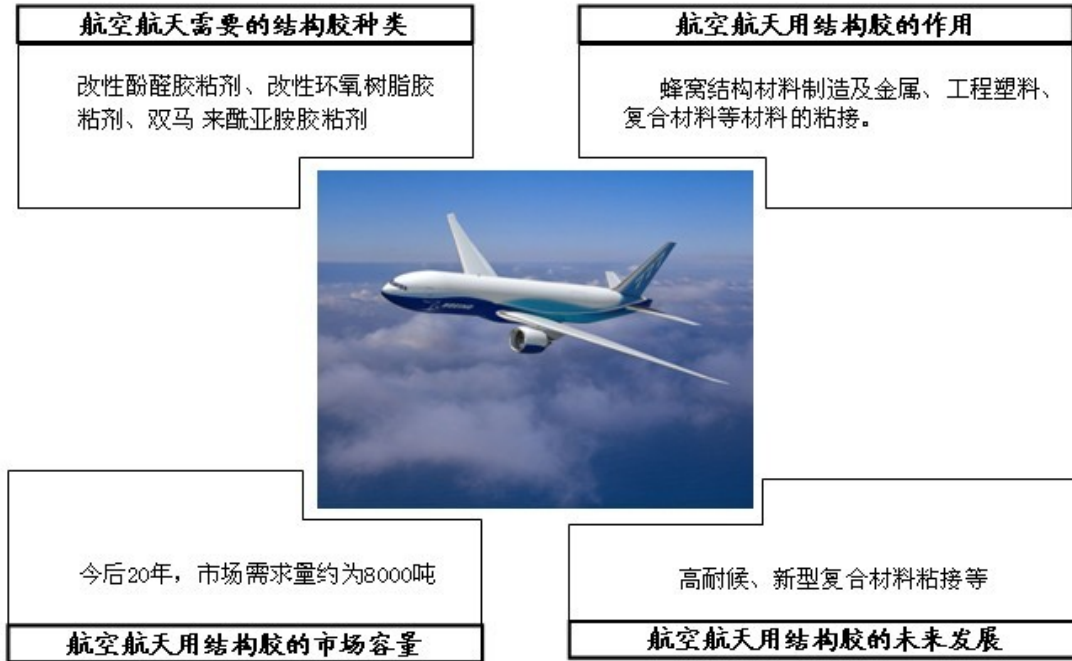 航空航天需要的结构胶种类
改性酚醛胶粘剂、改性环氧树脂胶
粘剂、双马 来酰亚胺胶粘剂
航空航天用结构胶的作用
蜂窝结构材料制造及金属、工程塑料、
复合材料等材料的粘接。
BOEING
今后20年，市场需求量约为8000吨
航空航天用结构胶的市场容量
高耐候、新型复合材料粘接等
航空航天用结构胶的未来发展